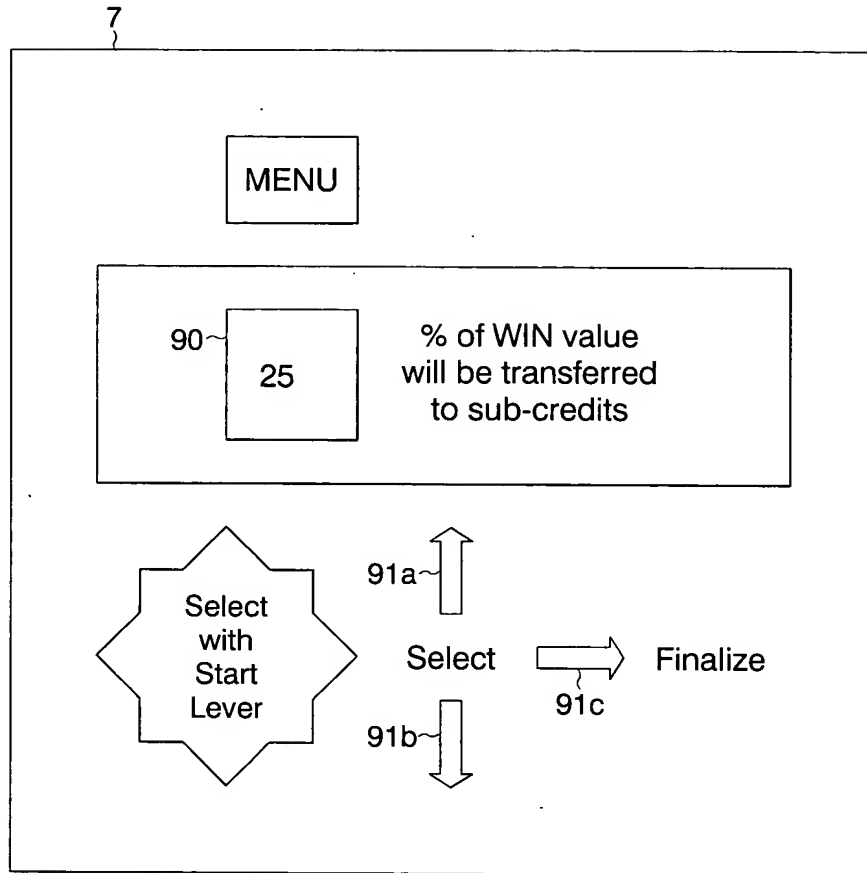 7
MENU
90
25
% of WIN value
will be transferred
to sub-credits
Select
with
Start
Lever
91a
Select
Finalize
91c
91b